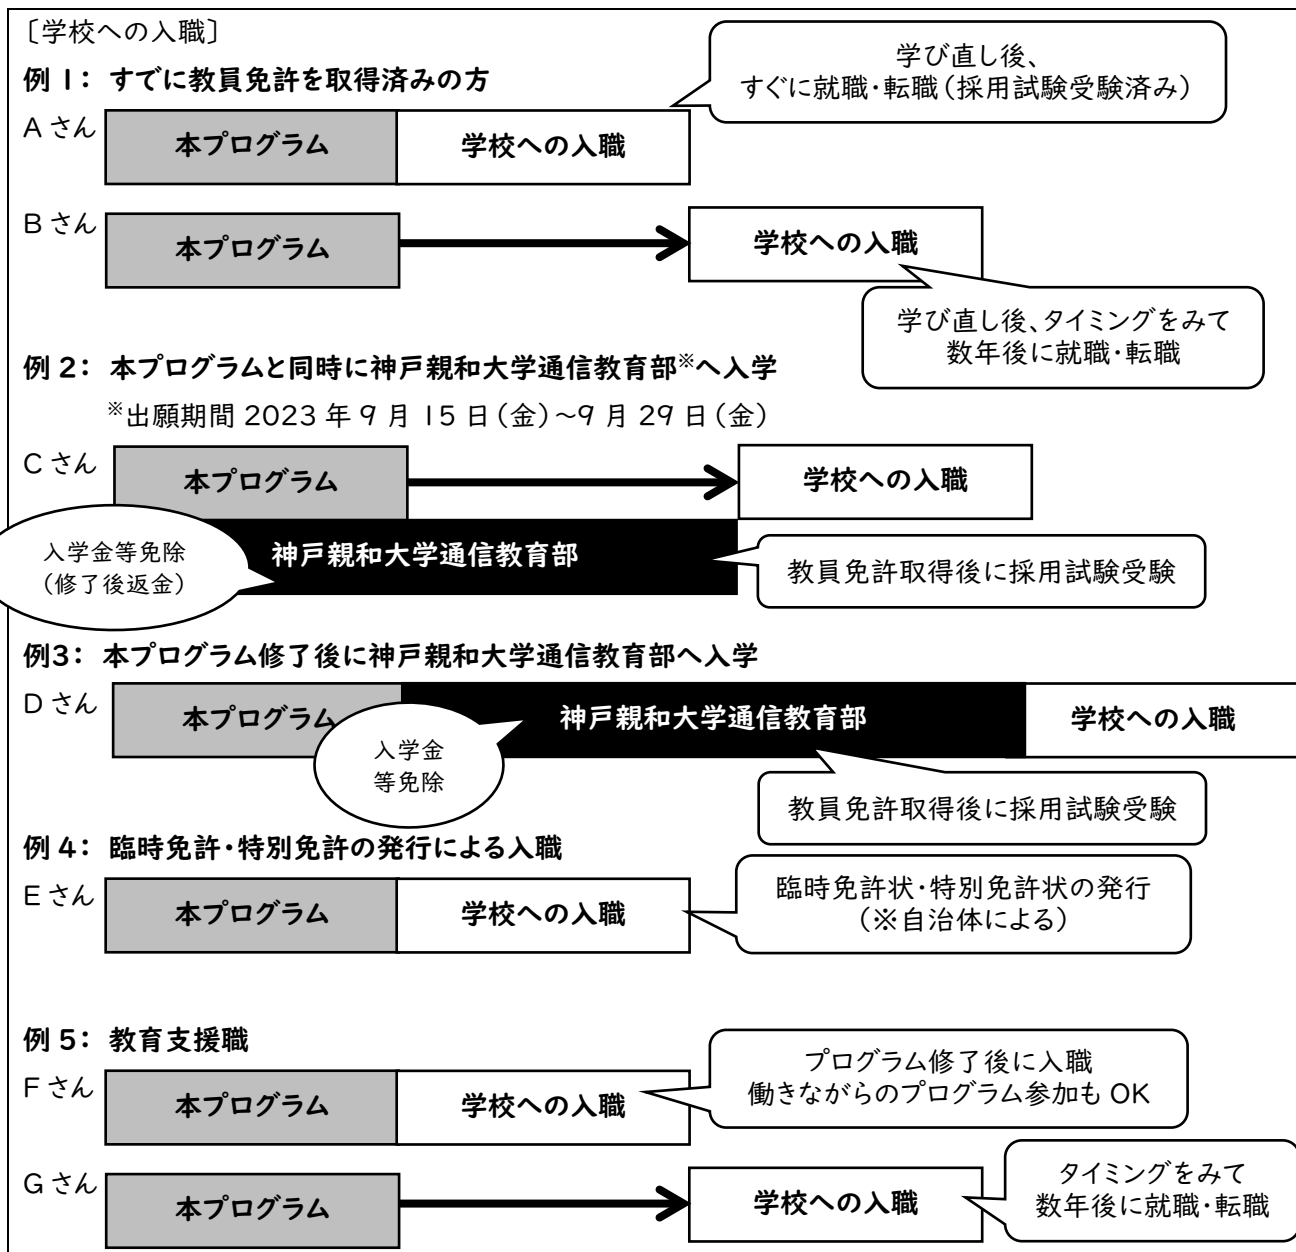 〔学校への入職〕
例1： すでに教員免許を取得済みの方
学び直し後、
すぐに就職・転職（採用試験受験済み）
Aさん
本プログラム
学校への入職
Bさん
本プログラム
学校への入職
学び直し後、タイミングをみて
数年後に就職・転職
例2： 本プログラムと同時に神戸親和大学通信教育部※へ入学
※出願期間 2023年9月15日（金）～9月29日（金）
Cさん
本プログラム
学校への入職
入学金等免除
（修了後返金）
神戸親和大学通信教育部
教員免許取得後に採用試験受験
例3： 本プログラム修了後に神戸親和大学通信教育部へ入学
Dさん
本プログラム
神戸親和大学通信教育部
学校への入職
入学金
等免除
教員免許取得後に採用試験受験
例4： 臨時免許・特別免許の発行による入職
Eさん
本プログラム
学校への入職
臨時免許状・特別免許状の発行
（※自治体による）
例5： 教育支援職
Fさん
本プログラム
学校への入職
プログラム修了後に入職
働きながらのプログラム参加もOK
Gさん
本プログラム
学校への入職
タイミングをみて
数年後に就職・転職